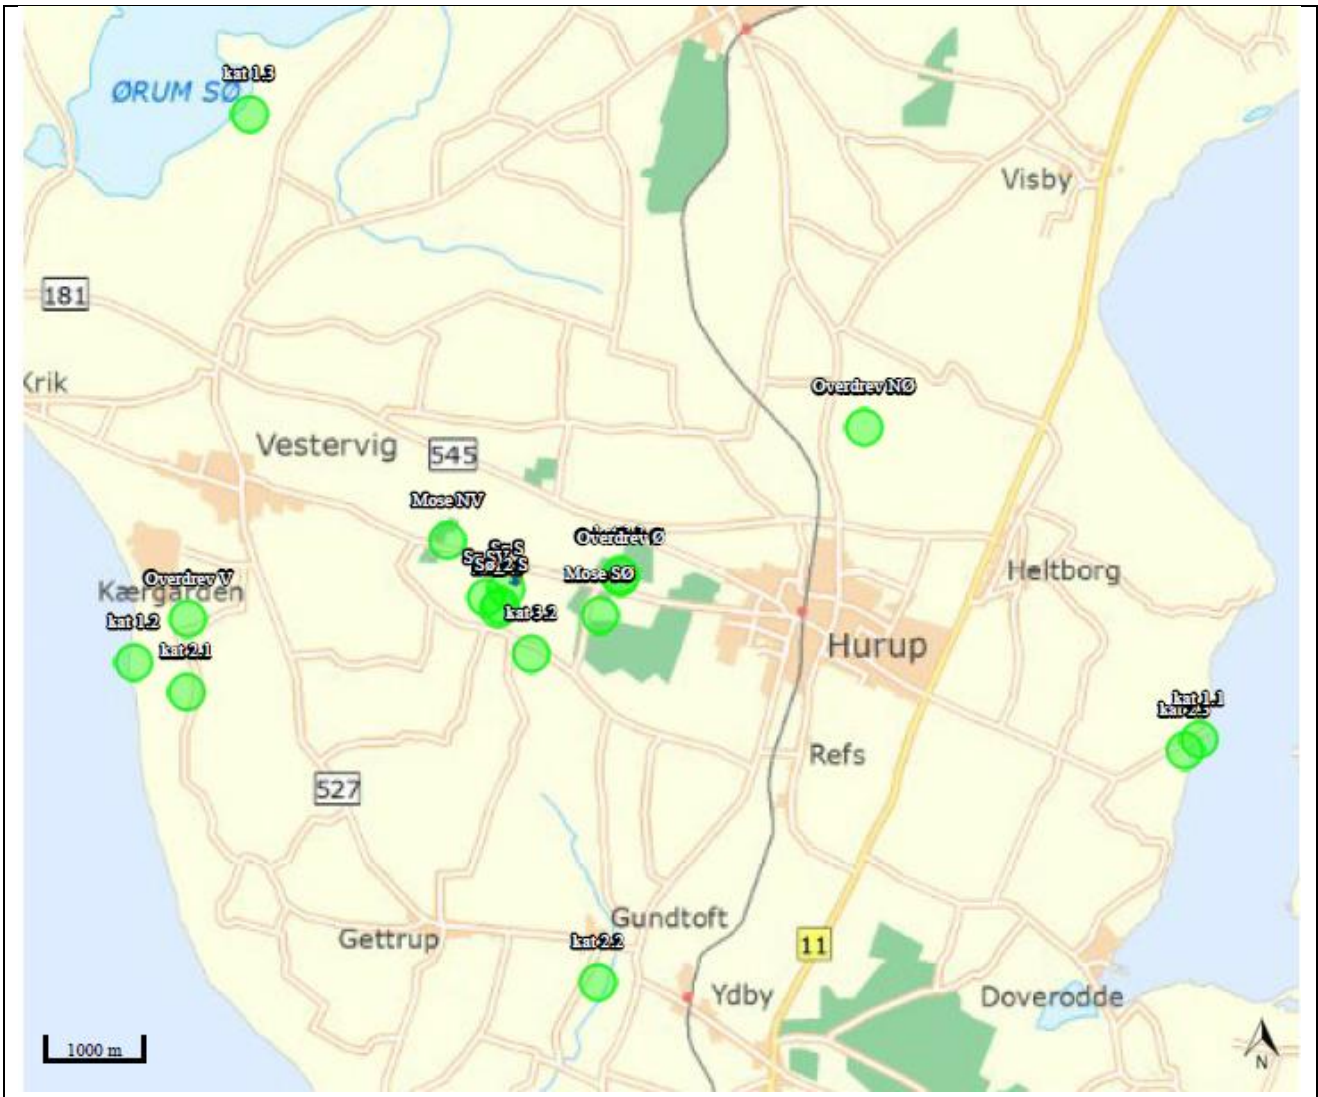 kat 1.3
ØRUM SØ
Visby
181
Krik
Overdrev NØ
Vestervig
545
Mose NV
Overdrev Ø
Mose SØ
Heltborg
Overdrev V
Kærgården
kat 1.2
kat 3.2
Hurup
kat 2.1
kat 1.1
Refs
527
Gundtoft
Gettrup
kat 2.2
11
Ydby
Doverodde
1000 m
N